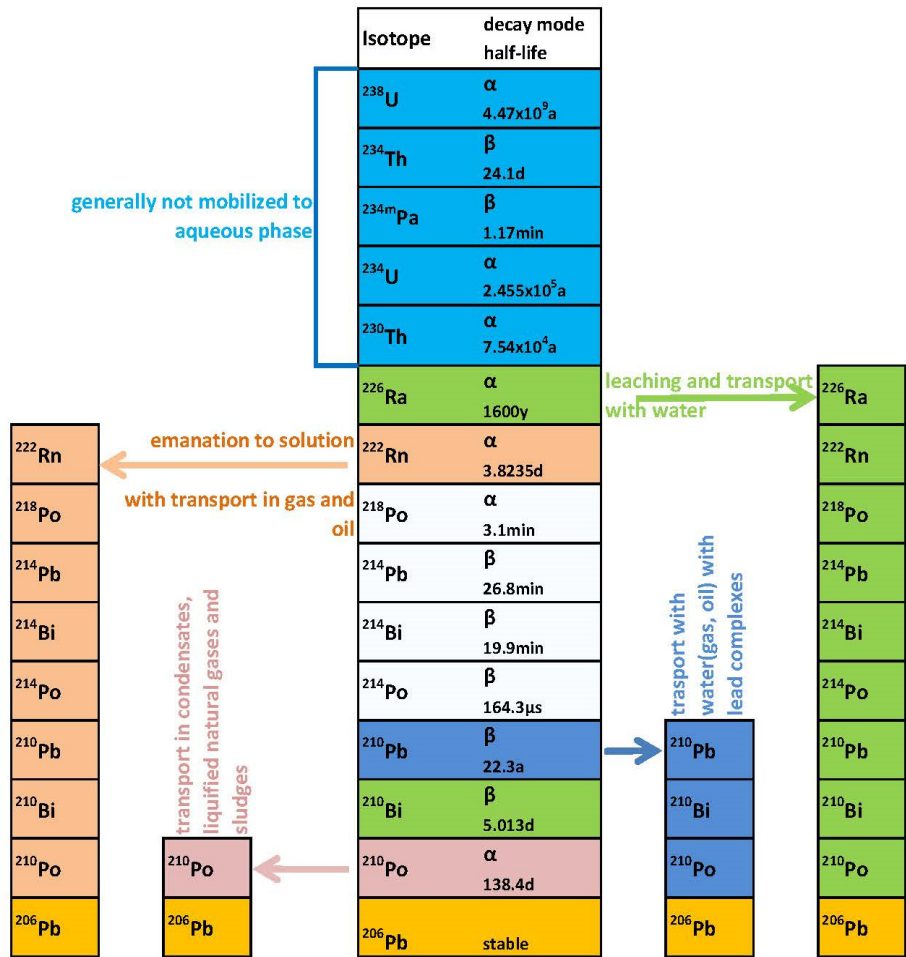 Isotope
decay mode
half-life
²³⁸U
α
4.47x10⁹a
²³⁴Th
β
24.1d
²³⁴ᵐPa
β
1.17min
²³⁴U
α
2.455x10⁵a
²³⁰Th
α
7.54x10⁴a
²²⁶Ra
α
1600y
²²²Rn
α
3.8235d
²¹⁸Po
α
3.1min
²¹⁴Pb
β
26.8min
²¹⁴Bi
β
19.9min
²¹⁴Po
β
164.3µs
²¹⁰Pb
β
22.3a
²¹⁰Bi
β
5.013d
²¹⁰Po
α
138.4d
²⁰⁶Pb
stable
generally not mobilized to
aqueous phase
emanation to solution
with transport in gas and
oil
²²²Rn
²¹⁸Po
²¹⁴Pb
²¹⁴Bi
²¹⁴Po
²¹⁰Pb
²¹⁰Bi
²¹⁰Po
²⁰⁶Pb
transport in condensates,
liquified natural gases and
sludges
²¹⁰Po
²⁰⁶Pb
trasport with
water(gas, oil) with
lead complexes
²¹⁰Pb
²¹⁰Bi
²¹⁰Po
²⁰⁶Pb
leaching and transport
with water
²²⁶Ra
²²²Rn
²¹⁸Po
²¹⁴Pb
²¹⁴Bi
²¹⁴Po
²¹⁰Pb
²¹⁰Bi
²¹⁰Po
²⁰⁶Pb